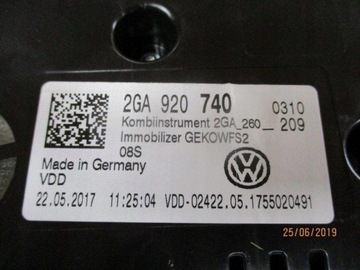 2GA 920 740 0310
Kombiinstrument 2GA_260__ 209
Immobilizer GEKOWFS2
08S
Made in Germany
VDD
22.05.2017 11:25:04 VDD-02422.05.1755020491
25/06/2019